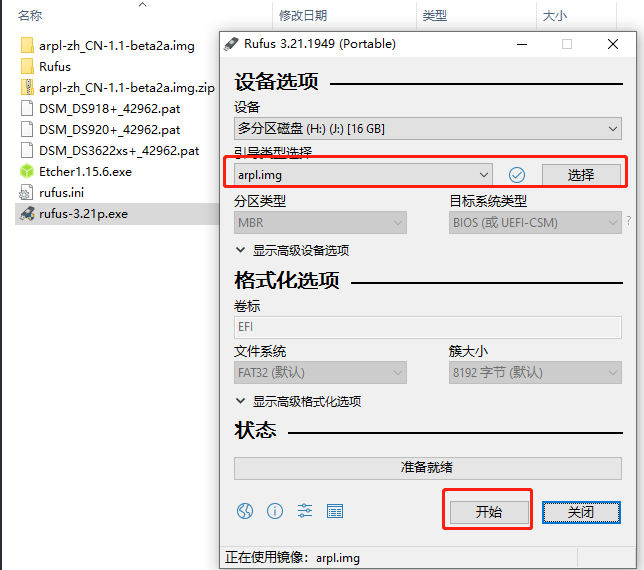 名称 修改日期 类型 大小
arpl-zh_CN-1.1-beta2a.img
Rufus
arpl-zh_CN-1.1-beta2a.img.zip
DSM_DS918+_42962.pat
DSM_DS920+_42962.pat
DSM_DS3622xs+_42962.pat
Etcher1.15.6.exe
rufus.ini
rufus-3.21p.exe
Rufus 3.21.1949 (Portable)
设备选项
设备
多分区磁盘 (H:) (J:) [16 GB]
引导类型选择
arpl.img 选择
分区类型 目标系统类型
MBR BIOS (或 UEFI-CSM) ?
显示高级设备选项
格式化选项
卷标
EFI
文件系统 簇大小
FAT32 (默认) 8192 字节 (默认)
显示高级格式化选项
状态
准备就绪
开始 关闭
正在使用镜像：arpl.img